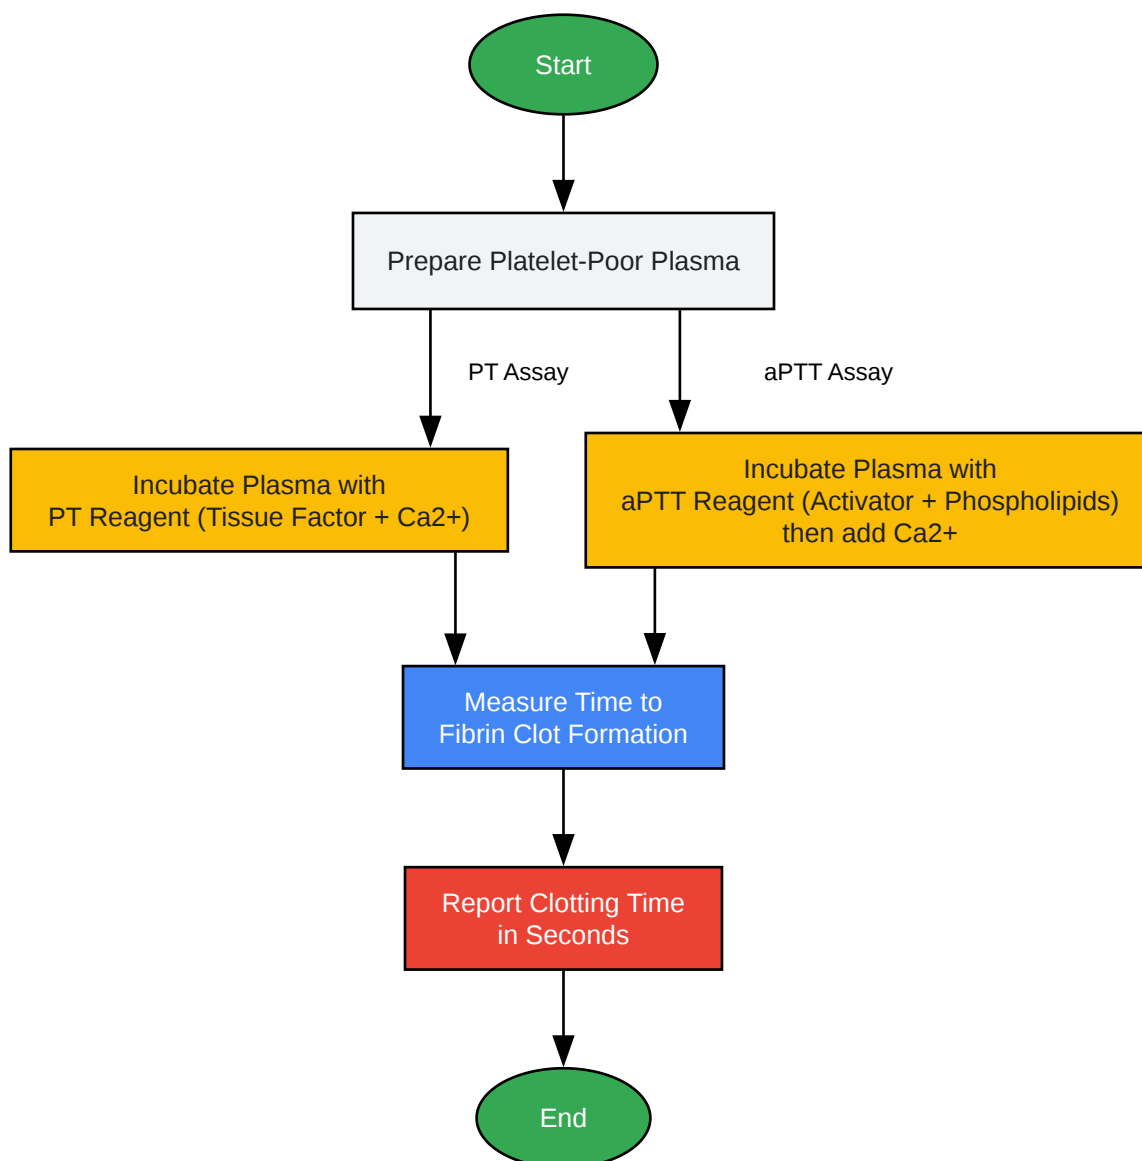 Start
Prepare Platelet-Poor Plasma
PT Assay
aPTT Assay
Incubate Plasma with
PT Reagent (Tissue Factor + Ca2+)
Incubate Plasma with
aPTT Reagent (Activator + Phospholipids)
then add Ca2+
Measure Time to
Fibrin Clot Formation
Report Clotting Time
in Seconds
End